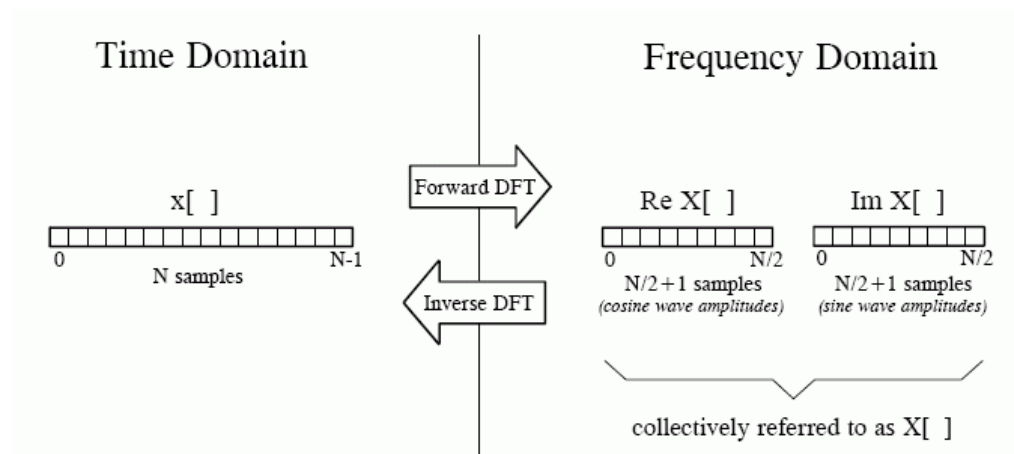 Time Domain
Frequency Domain
Forward DFT
x[ ]
0
N-1
N samples
Inverse DFT
Re X[ ]
0
N/2
N/2+1 samples
(cosine wave amplitudes)
Im X[ ]
0
N/2
N/2+1 samples
(sine wave amplitudes)
collectively referred to as X[ ]